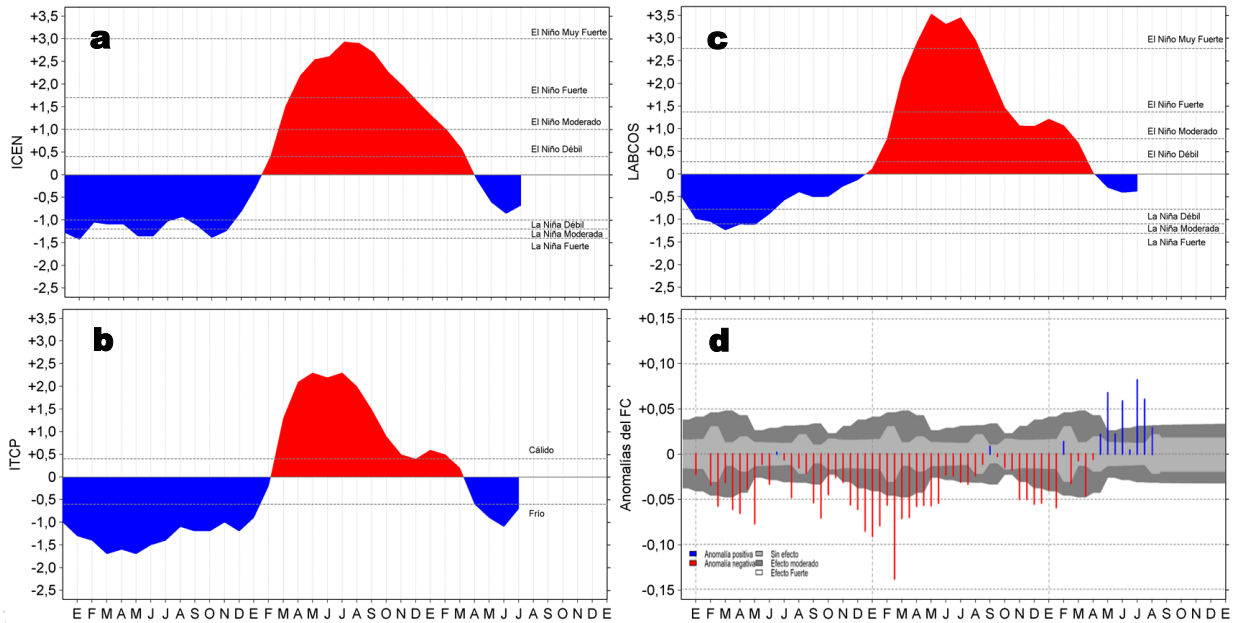 a
ICEN
+3,5
+3,0
+2,5
+2,0
+1,5
+1,0
+0,5
0
-0,5
-1,0
-1,5
-2,0
-2,5
El Niño Muy Fuerte
El Niño Fuerte
El Niño Moderado
El Niño Débil
La Niña Débil
La Niña Moderada
La Niña Fuerte
c
LABCOS
+3,5
+3,0
+2,5
+2,0
+1,5
+1,0
+0,5
0
-0,5
-1,0
-1,5
-2,0
-2,5
El Niño Muy Fuerte
El Niño Fuerte
El Niño Moderado
El Niño Débil
La Niña Débil
La Niña Moderada
La Niña Fuerte
b
ITCP
+3,5
+3,0
+2,5
+2,0
+1,5
+1,0
+0,5
0
-0,5
-1,0
-1,5
-2,0
-2,5
Cálido
Frío
E F M A M J J A S O N D E F M A M J J A S O N D E F M A M J J A S O N D E
d
Anomalías del FC
+0,15
+0,10
+0,05
0
-0,05
-0,10
-0,15
Anomalía positiva
Anomalía negativa
Sin efecto
Efecto moderado
Efecto Fuerte
E F M A M J J A S O N D E F M A M J J A S O N D E F M A M J J A S O N D E